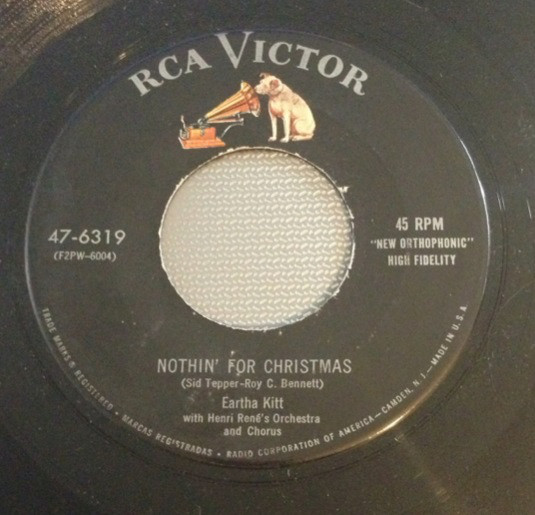 RCA VICTOR
47-6319
(F2PW-6004)
45 RPM
"NEW ORTHOPHONIC"
HIGH FIDELITY
NOTHIN' FOR CHRISTMAS
(Sid Tepper-Roy C. Bennett)
Eartha Kitt
with Henri René's Orchestra
and Chorus
TRADE MARKS ® REGISTERED • MARCAS REGISTRADAS • RADIO CORPORATION OF AMERICA—CAMDEN, N. J.—MADE IN U.S.A.